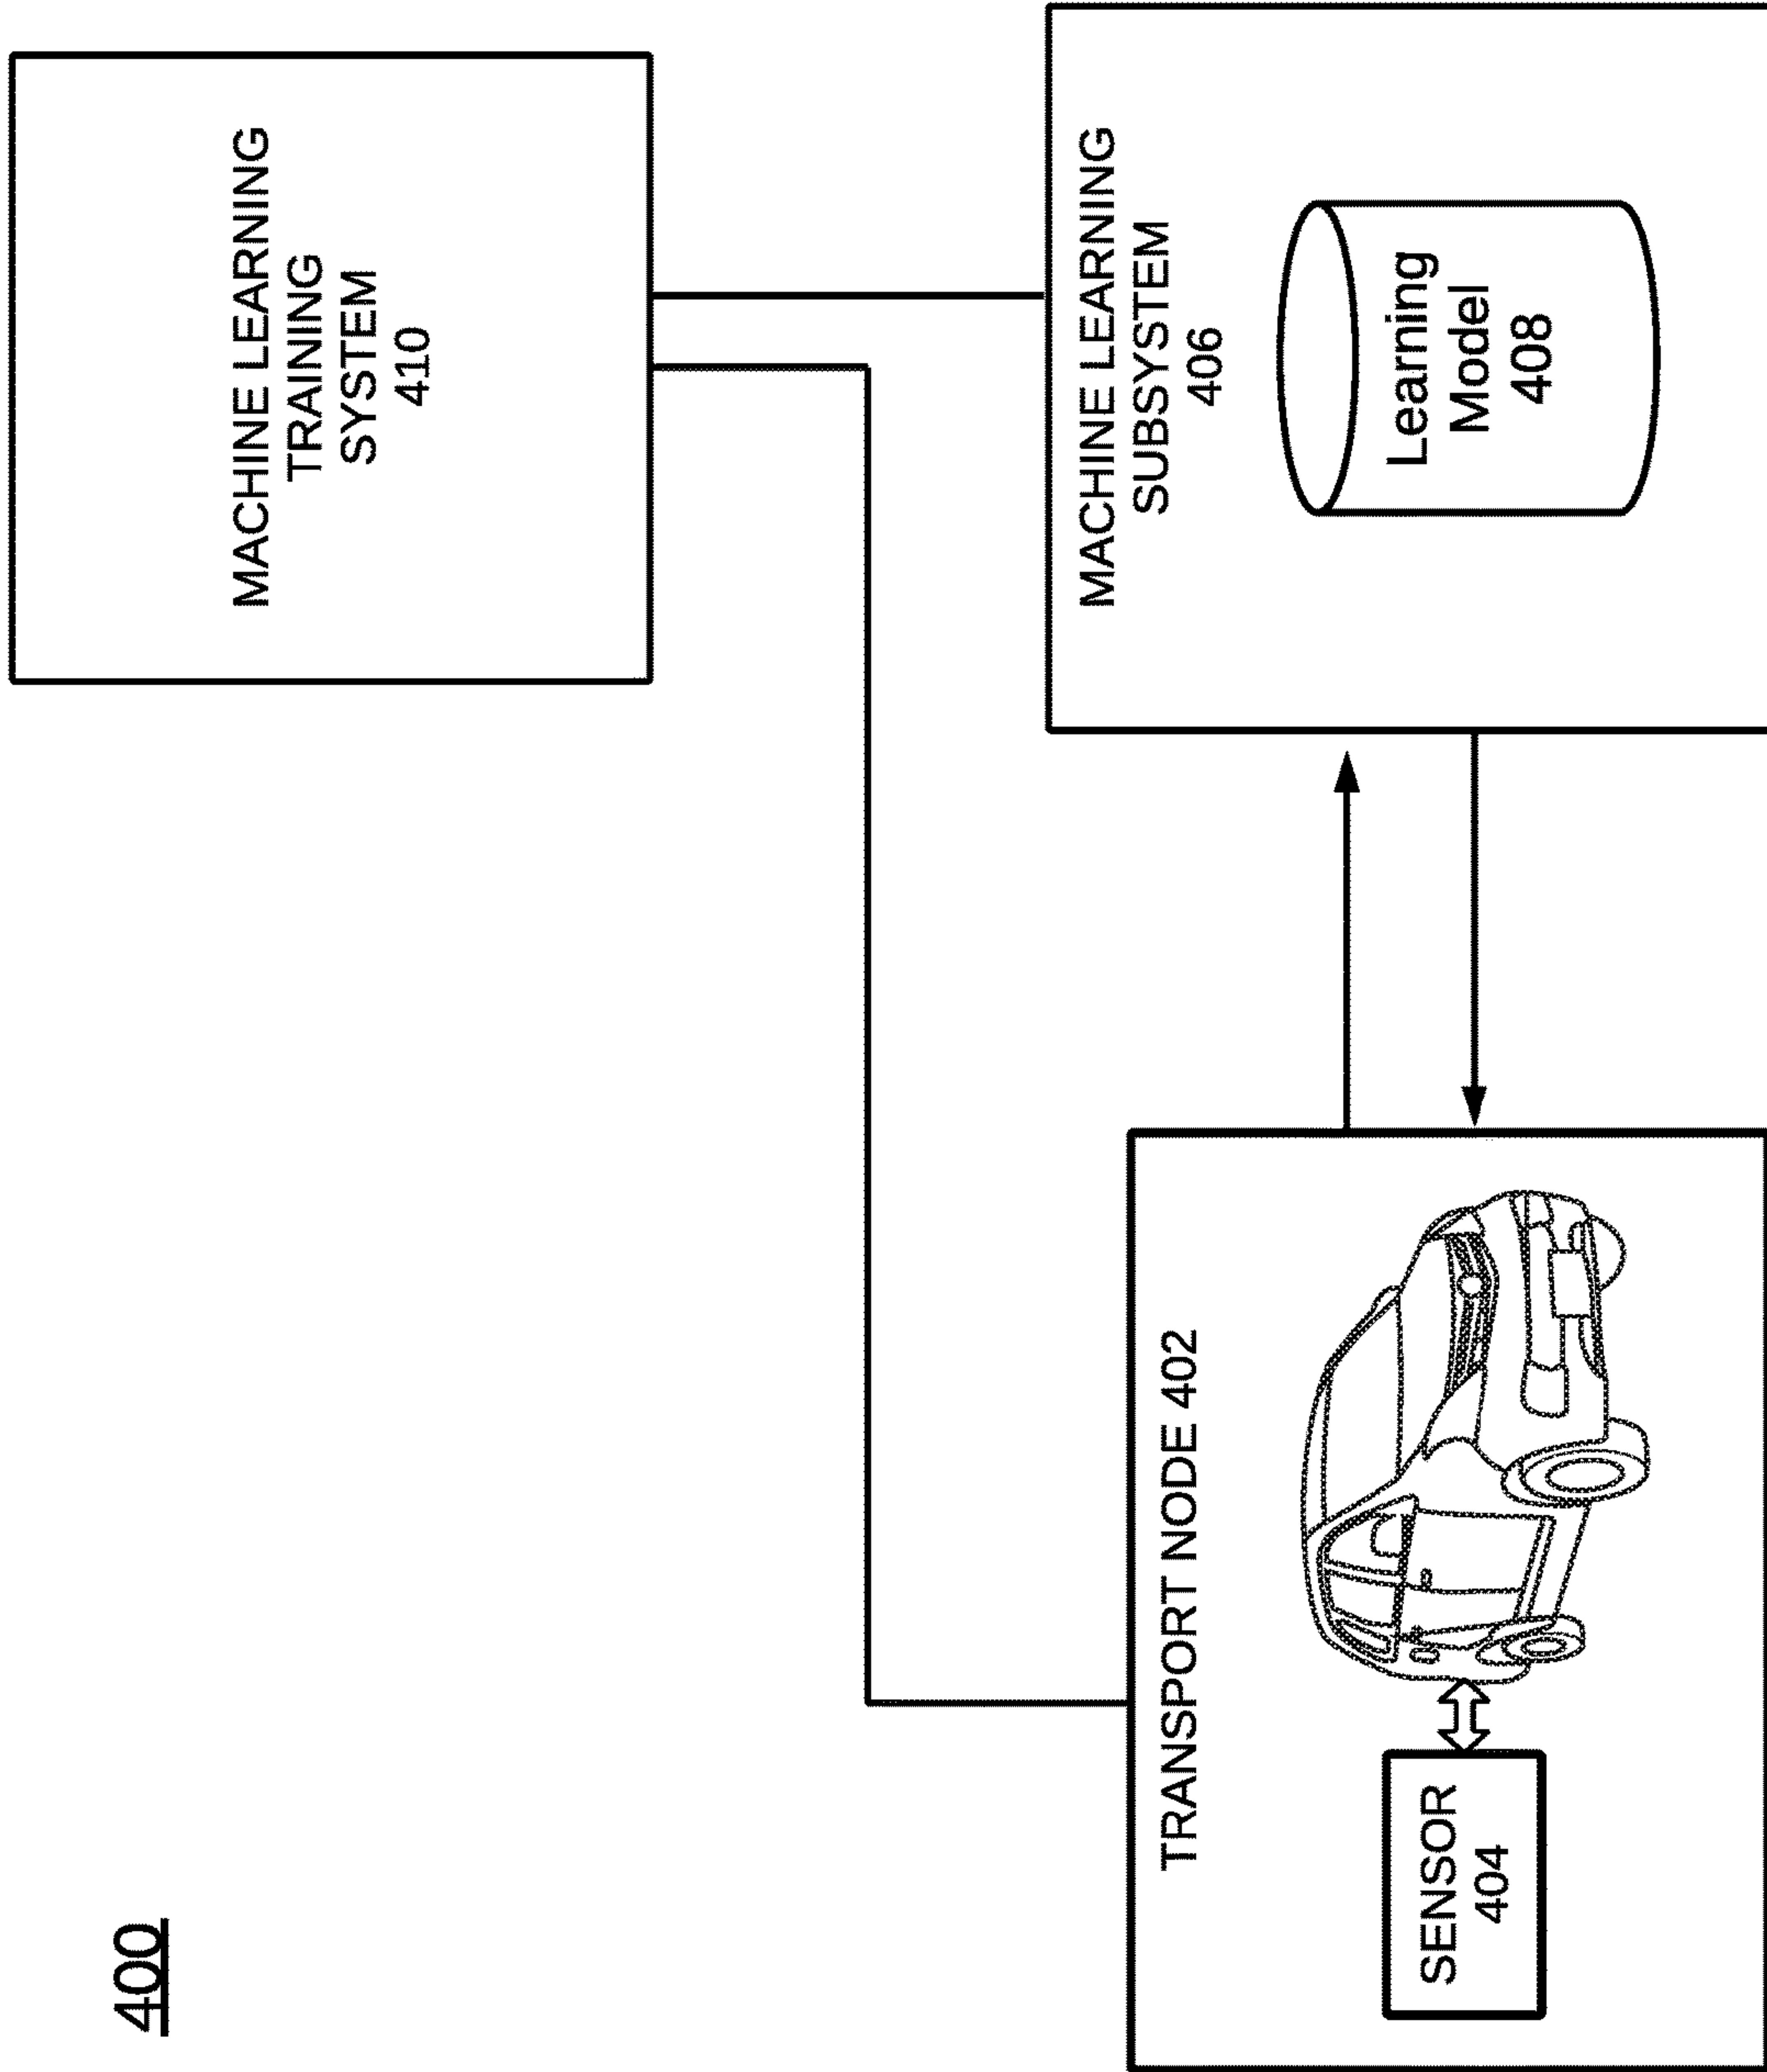 400
MACHINE LEARNING
TRAINING
SYSTEM
410
TRANSPORT NODE 402
SENSOR
404
MACHINE LEARNING
SUBSYSTEM
406
Learning
Model
408